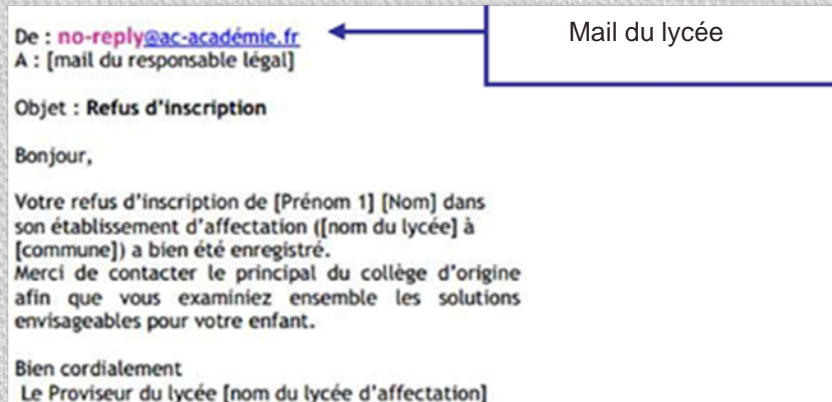 De : no-reply@ac-académie.fr
Mail du lycée
A : [mail du responsable légal]
Objet : Refus d'inscription
Bonjour,
Votre refus d'inscription de [Prénom 1] [Nom] dans
son établissement d'affectation ([nom du lycée] à
[commune]) a bien été enregistré.
Merci de contacter le principal du collège d'origine
afin que vous examiniez ensemble les solutions
envisageables pour votre enfant.
Bien cordialement
Le Proviseur du lycée [nom du lycée d'affectation]